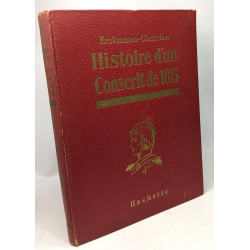 Erckmann-Chatrian
Histoire d'un
Conscrit de 1813
Hachette